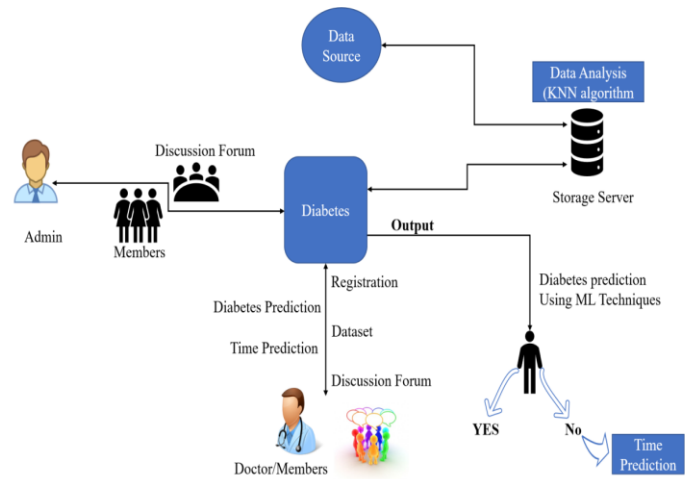 Data
Source
Data Analysis
(KNN algorithm
Discussion Forum
Storage Server
Admin
Members
Diabetes
Output
Registration
Diabetes Prediction
Dataset
Time Prediction
Discussion Forum
Doctor/Members
Diabetes prediction
Using ML Techniques
YES
No
Time
Prediction